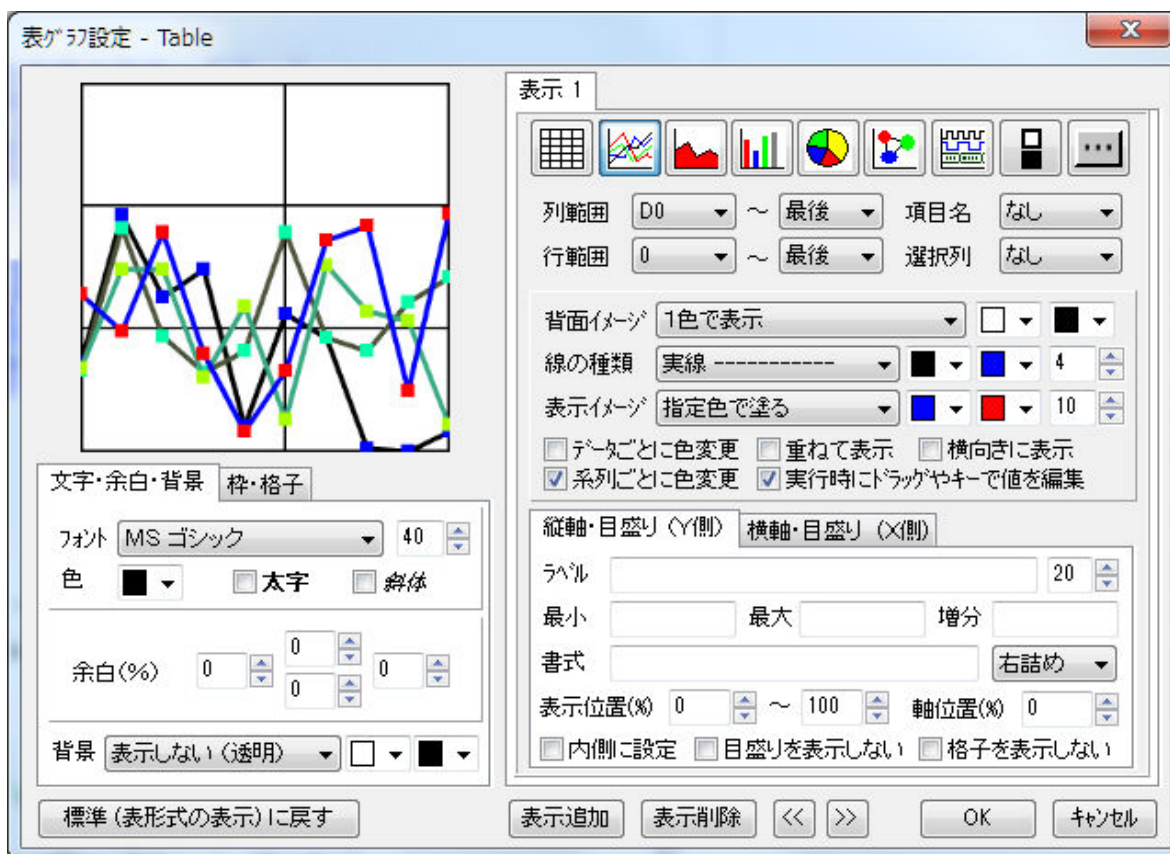 表ｸﾞﾗﾌ設定 - Table
表示 1
列範囲 D0 ～ 最後 項目名 なし
行範囲 0 ～ 最後 選択列 なし
背面ｲﾒｰｼﾞ 1色で表示
線の種類 実線 ----------- 4
表示ｲﾒｰｼﾞ 指定色で塗る 10
ﾃﾞｰﾀごとに色変更 重ねて表示 横向きに表示
系列ごとに色変更 実行時にﾄﾞﾗｯｸﾞやｷｰで値を編集
文字･余白･背景 枠･格子
ﾌｫﾝﾄ MS ゴシック 40
色 太字 斜体
余白(%) 0 0 0 0
背景 表示しない (透明)
縦軸･目盛り (Y側) 横軸･目盛り (X側)
ﾗﾍﾞﾙ 20
最小 最大 増分
書式 右詰め
表示位置(%) 0 ～ 100 軸位置(%) 0
内側に設定 目盛りを表示しない 格子を表示しない
標準 (表形式の表示) に戻す 表示追加 表示削除 << >> OK ｷｬﾝｾﾙ